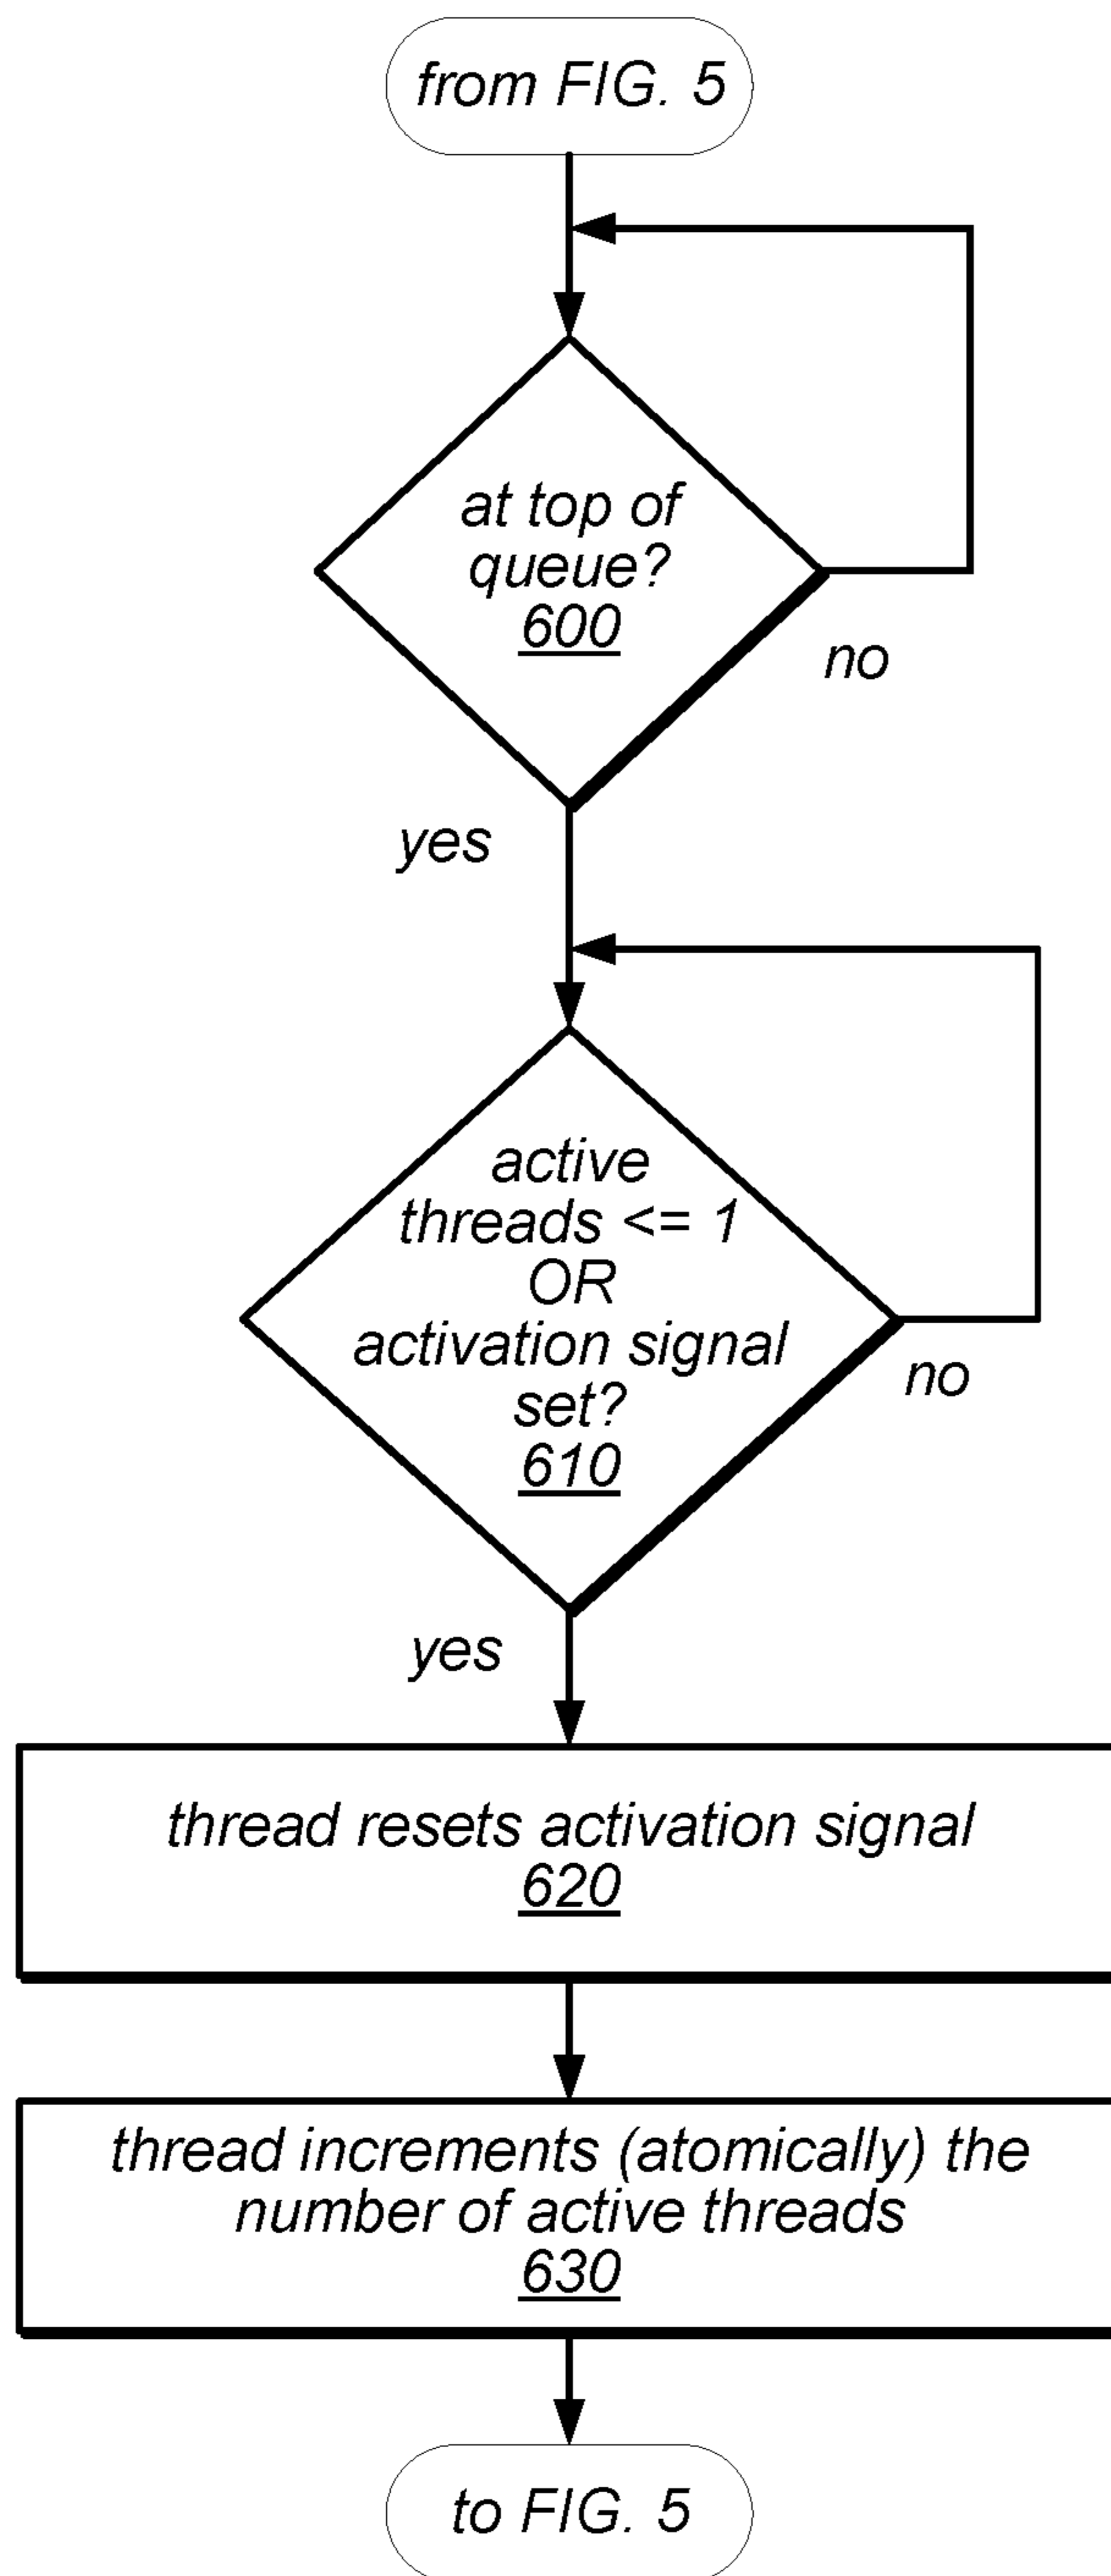 from FIG. 5
at top of
queue?
600
no
yes
active
threads <= 1
OR
activation signal
set?
610
no
yes
thread resets activation signal
620
thread increments (atomically) the
number of active threads
630
to FIG. 5